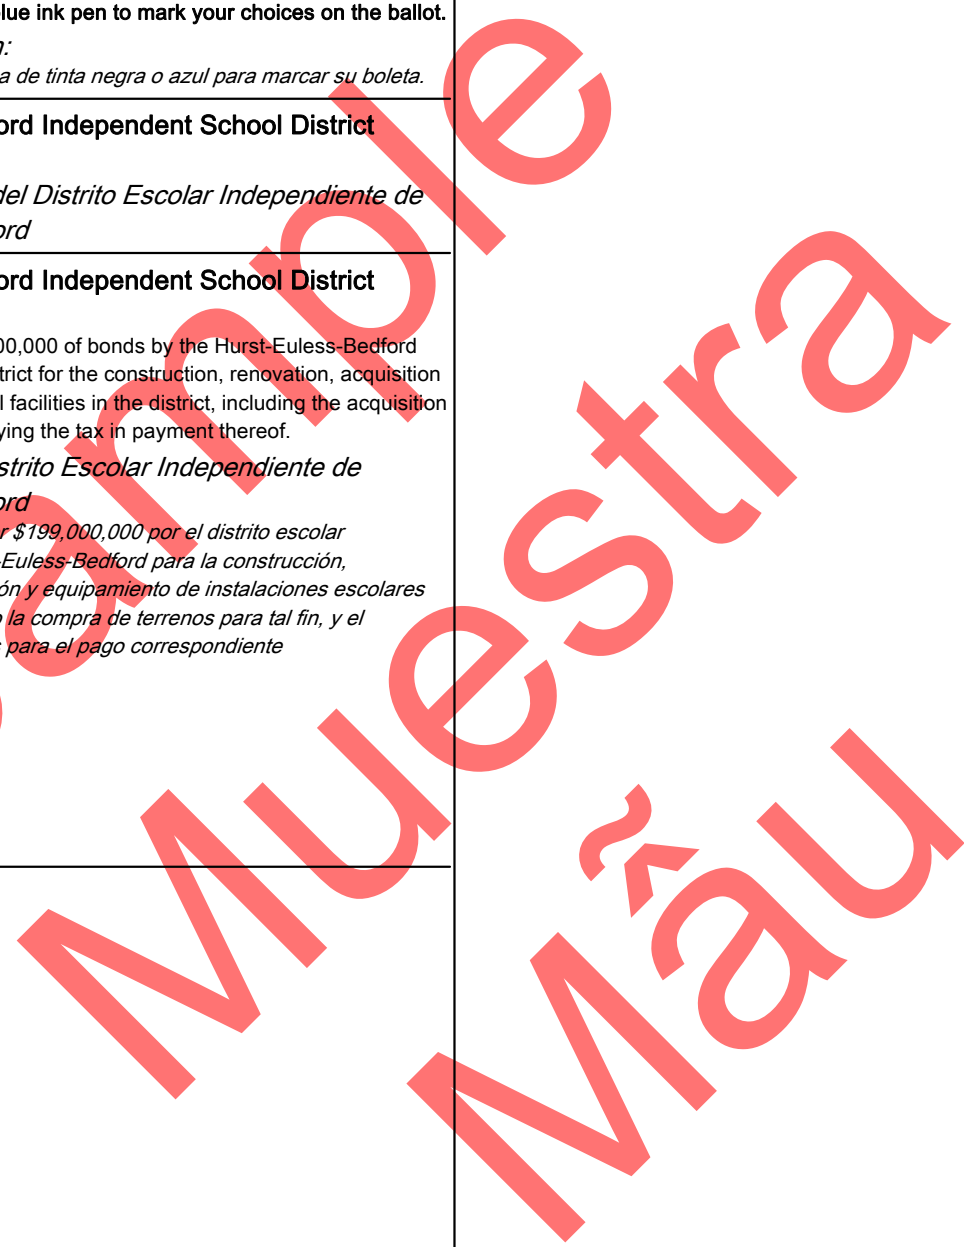 lue ink pen to mark your choices on the ballot.
n:
a de tinta negra o azul para marcar su boleta.
ord Independent School District
del Distrito Escolar Independiente de
ord
ord Independent School District
00,000 of bonds by the Hurst-Euless-Bedford
trict for the construction, renovation, acquisition
l facilities in the district, including the acquisition
ying the tax in payment thereof.
strito Escolar Independiente de
ord
r $199,000,000 por el distrito escolar
-Euless-Bedford para la construcción,
ón y equipamiento de instalaciones escolares
o la compra de terrenos para tal fin, y el
s para el pago correspondiente
ample
Muestra
Mẫu